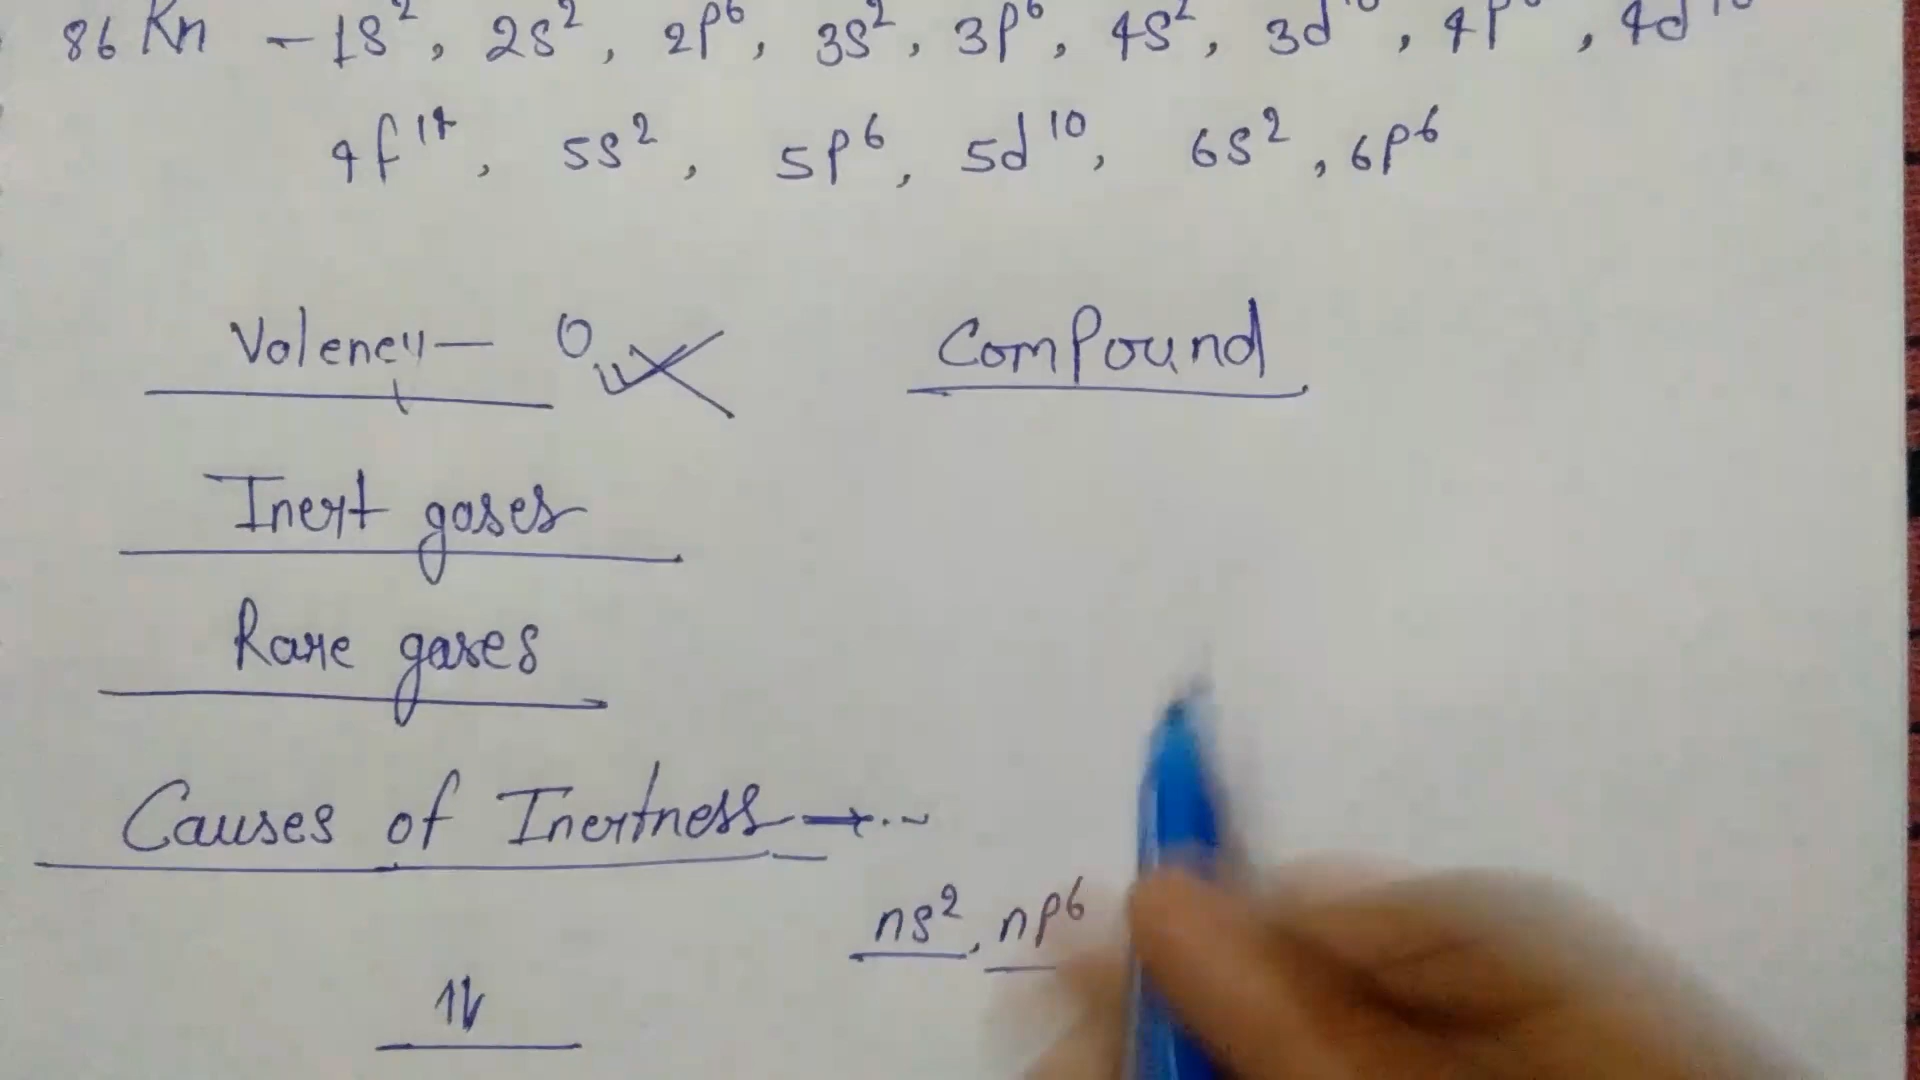 86 Rn - 1s², 2s², 2p⁶, 3s², 3p⁶, 4s², 3d¹⁰, 4p⁶, 4d¹⁰
4f¹⁴, 5s², 5p⁶, 5d¹⁰, 6s², 6p⁶
Valency — 0 Compound
Inert gases
Rare gases
Causes of Inertness →
ns², np⁶
1↓